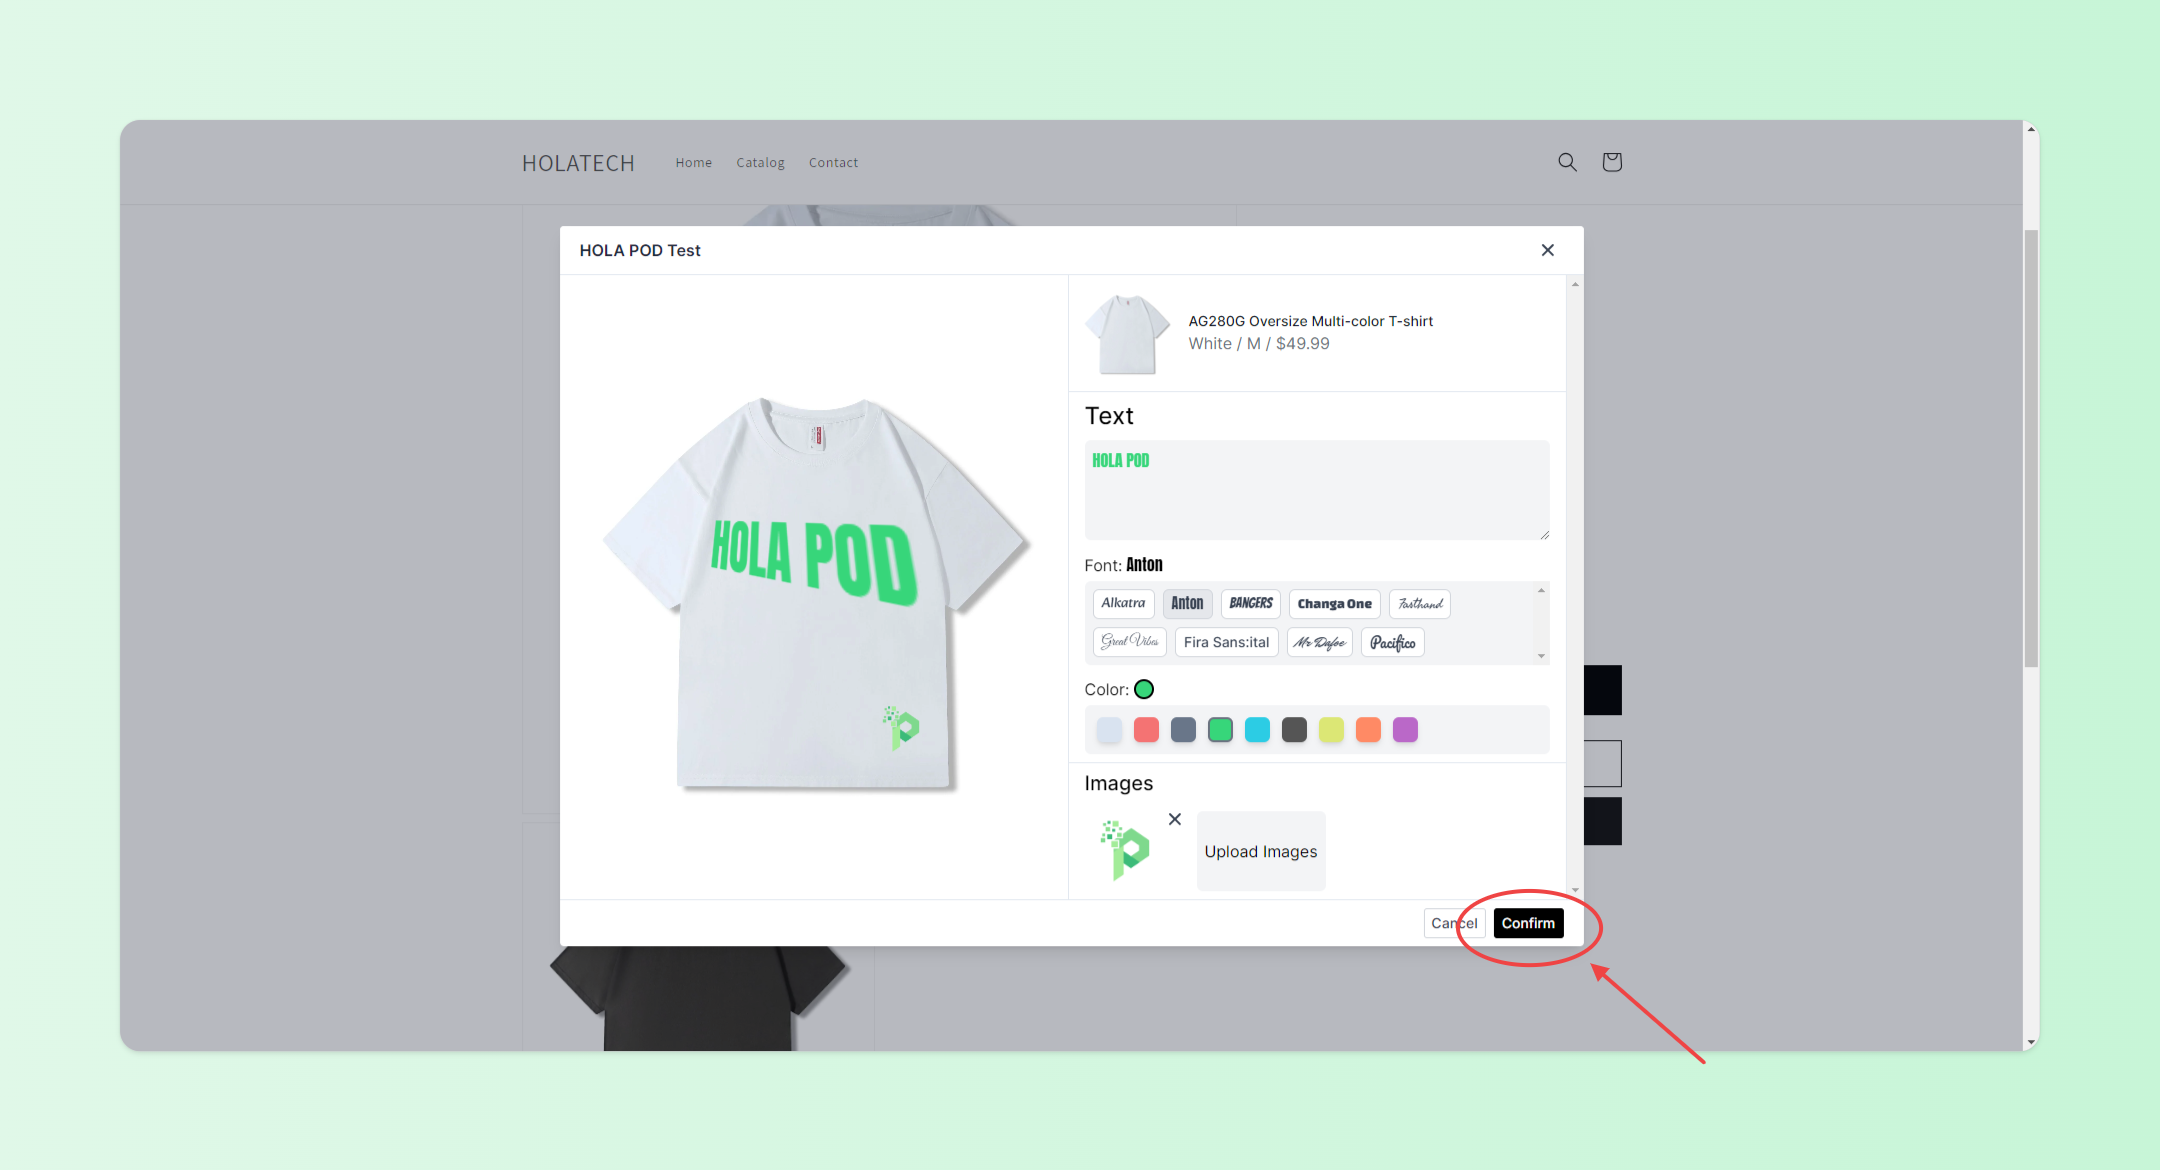 HOLATECH
Home Catalog Contact
HOLA POD Test
AG280G Oversize Multi-color T-shirt
White / M / $49.99
Text
HOLA POD
HOLA POD
Font: Anton
Alkatra Anton BANGERS Changa One Fasthand
Great Vibes Fira Sans:ital Mr Dafoe Pacifico
Color:
Images
Upload Images
Cancel Confirm